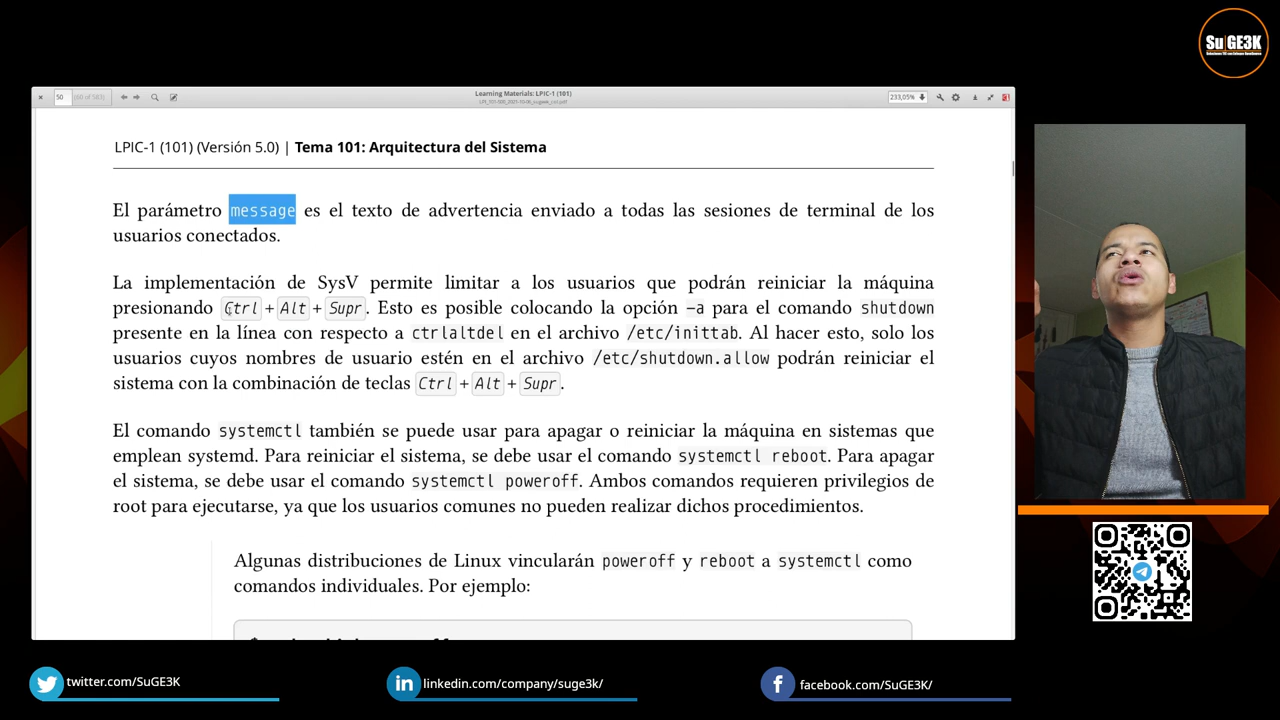 SuGE3K
50
(60 of 583)
Learning Materials: LPIC-1 (101)
233,05%
LPIC-1 (101) (Versión 5.0) | Tema 101: Arquitectura del Sistema
El parámetro message es el texto de advertencia enviado a todas las sesiones de terminal de los
usuarios conectados.
La implementación de SysV permite limitar a los usuarios que podrán reiniciar la máquina
presionando Ctrl + Alt + Supr. Esto es posible colocando la opción -a para el comando shutdown
presente en la línea con respecto a ctrlaltdel en el archivo /etc/inittab. Al hacer esto, solo los
usuarios cuyos nombres de usuario estén en el archivo /etc/shutdown.allow podrán reiniciar el
sistema con la combinación de teclas Ctrl + Alt + Supr.
El comando systemctl también se puede usar para apagar o reiniciar la máquina en sistemas que
emplean systemd. Para reiniciar el sistema, se debe usar el comando systemctl reboot. Para apagar
el sistema, se debe usar el comando systemctl poweroff. Ambos comandos requieren privilegios de
root para ejecutarse, ya que los usuarios comunes no pueden realizar dichos procedimientos.
Algunas distribuciones de Linux vincularán poweroff y reboot a systemctl como
comandos individuales. Por ejemplo:
twitter.com/SuGE3K
linkedin.com/company/suge3k/
facebook.com/SuGE3K/